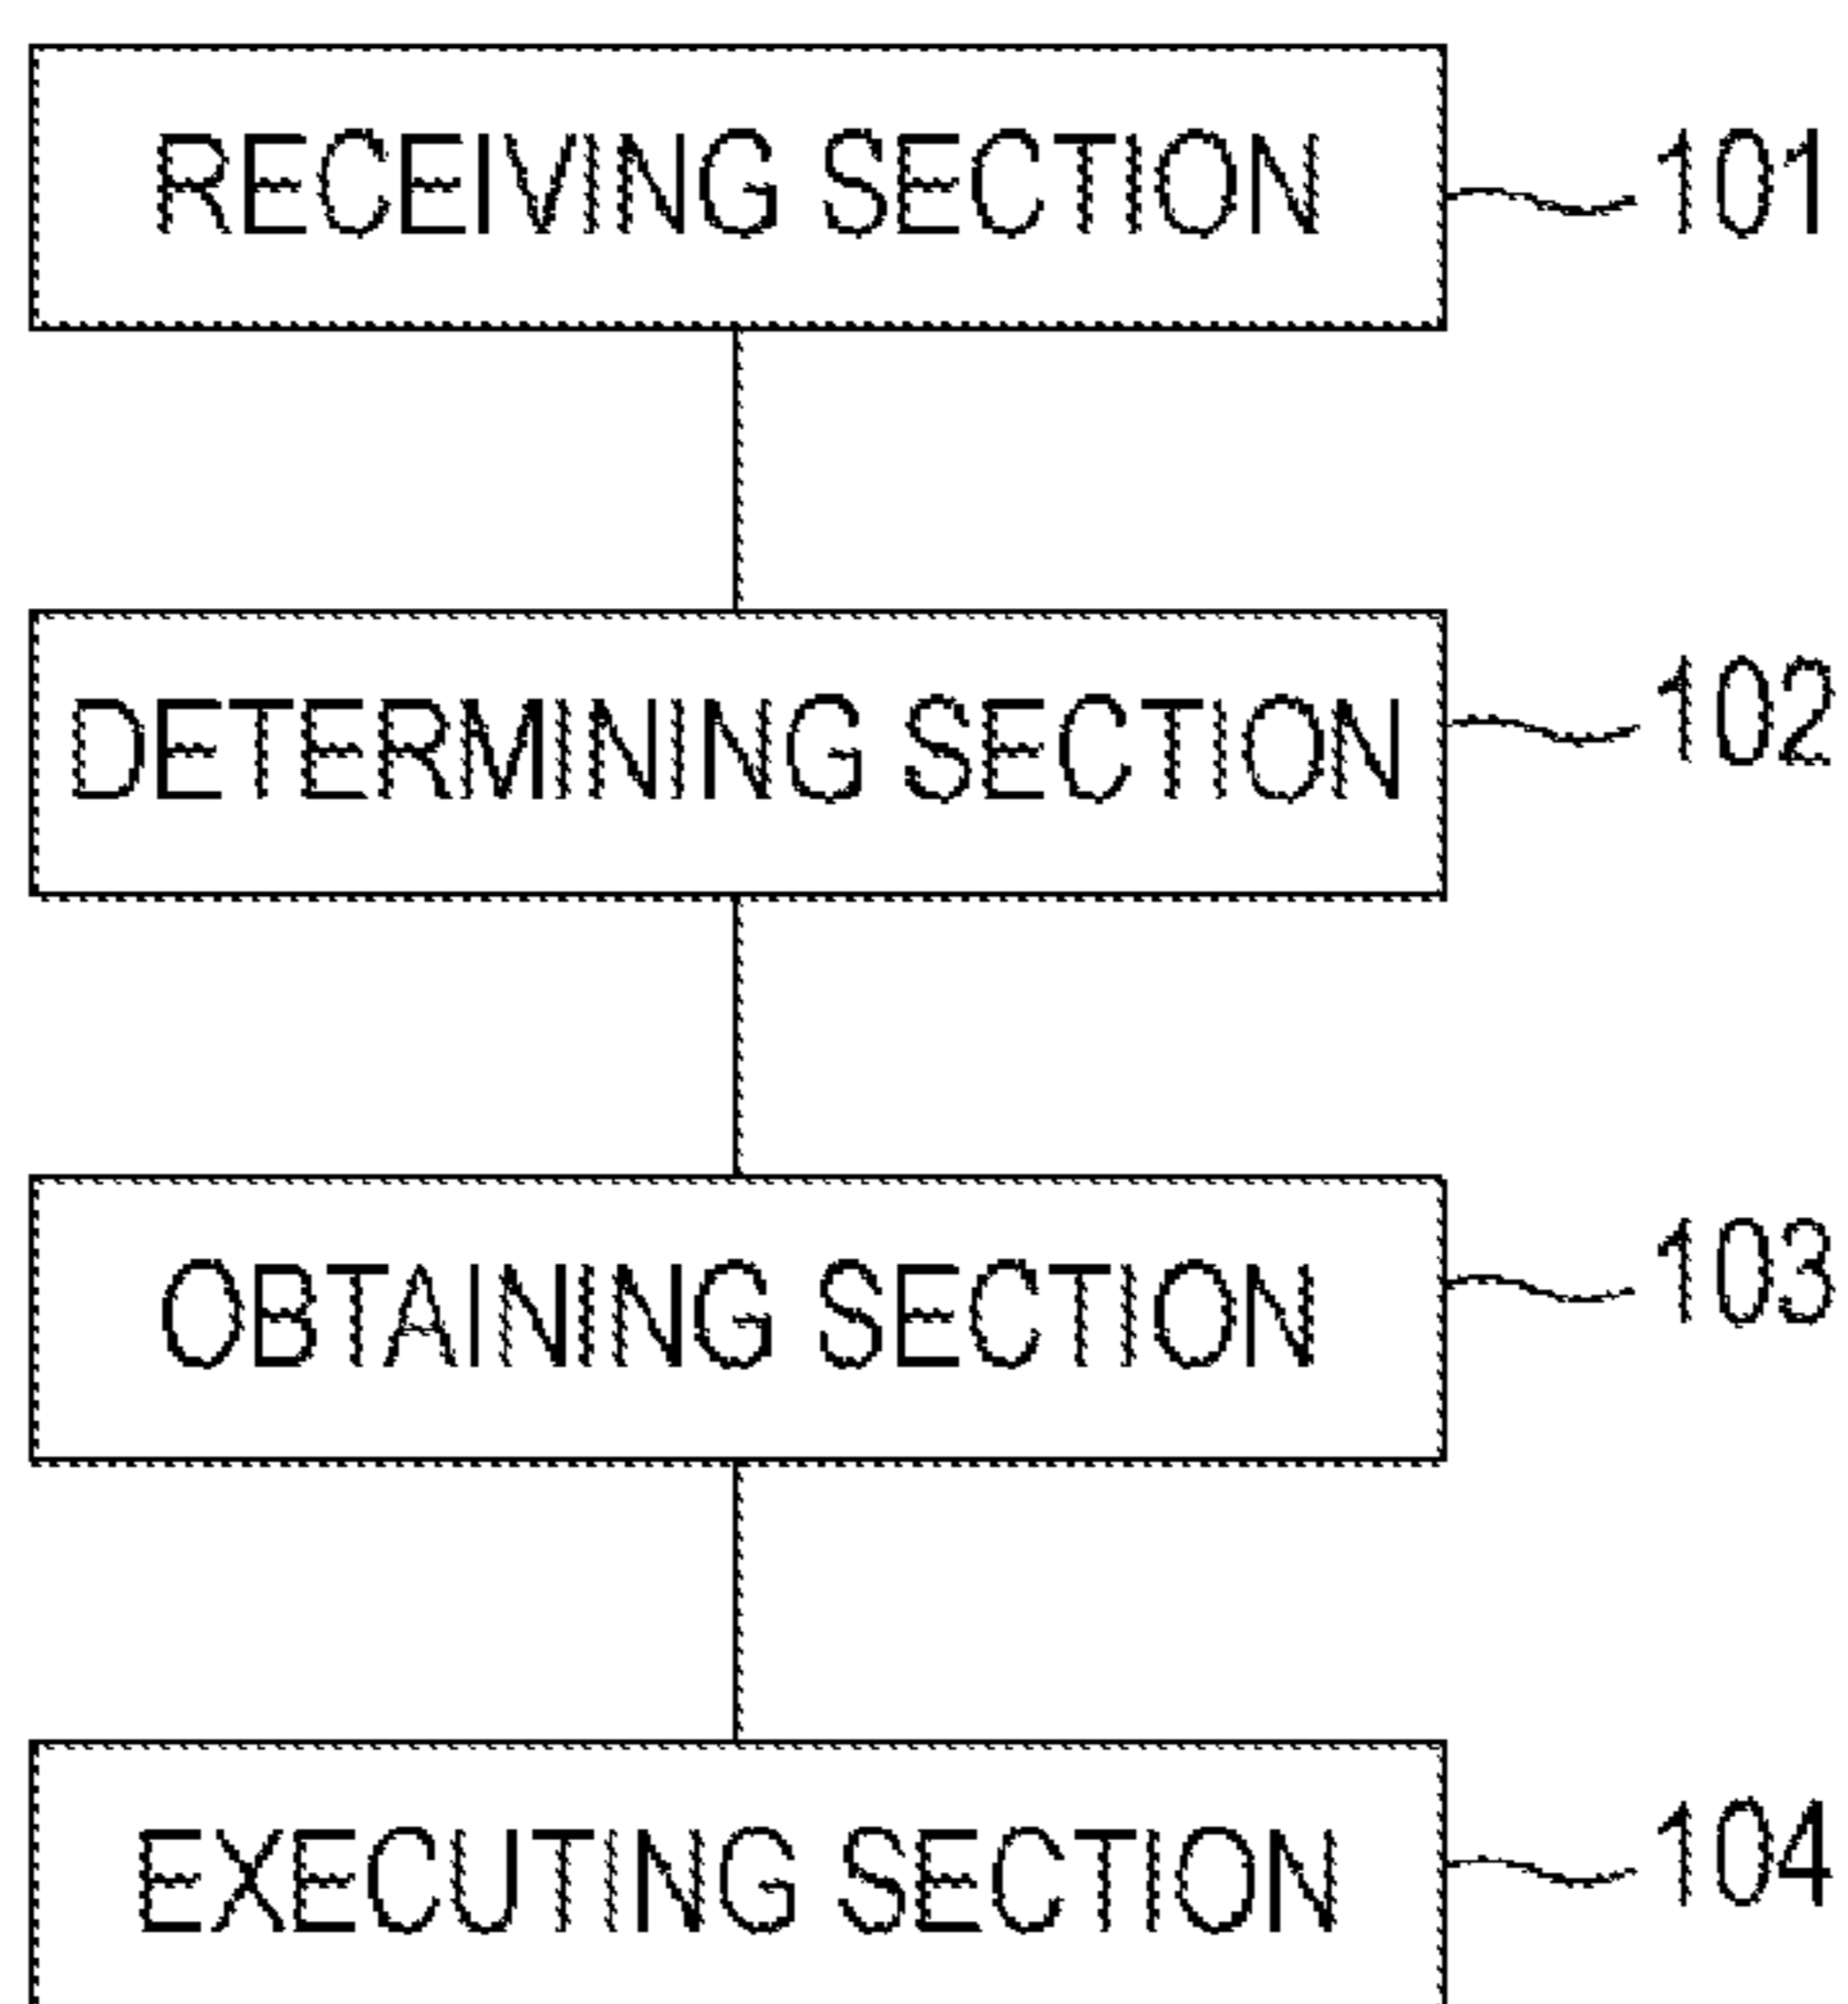 RECEIVING SECTION 101
DETERMINING SECTION 102
OBTAINING SECTION 103
EXECUTING SECTION 104